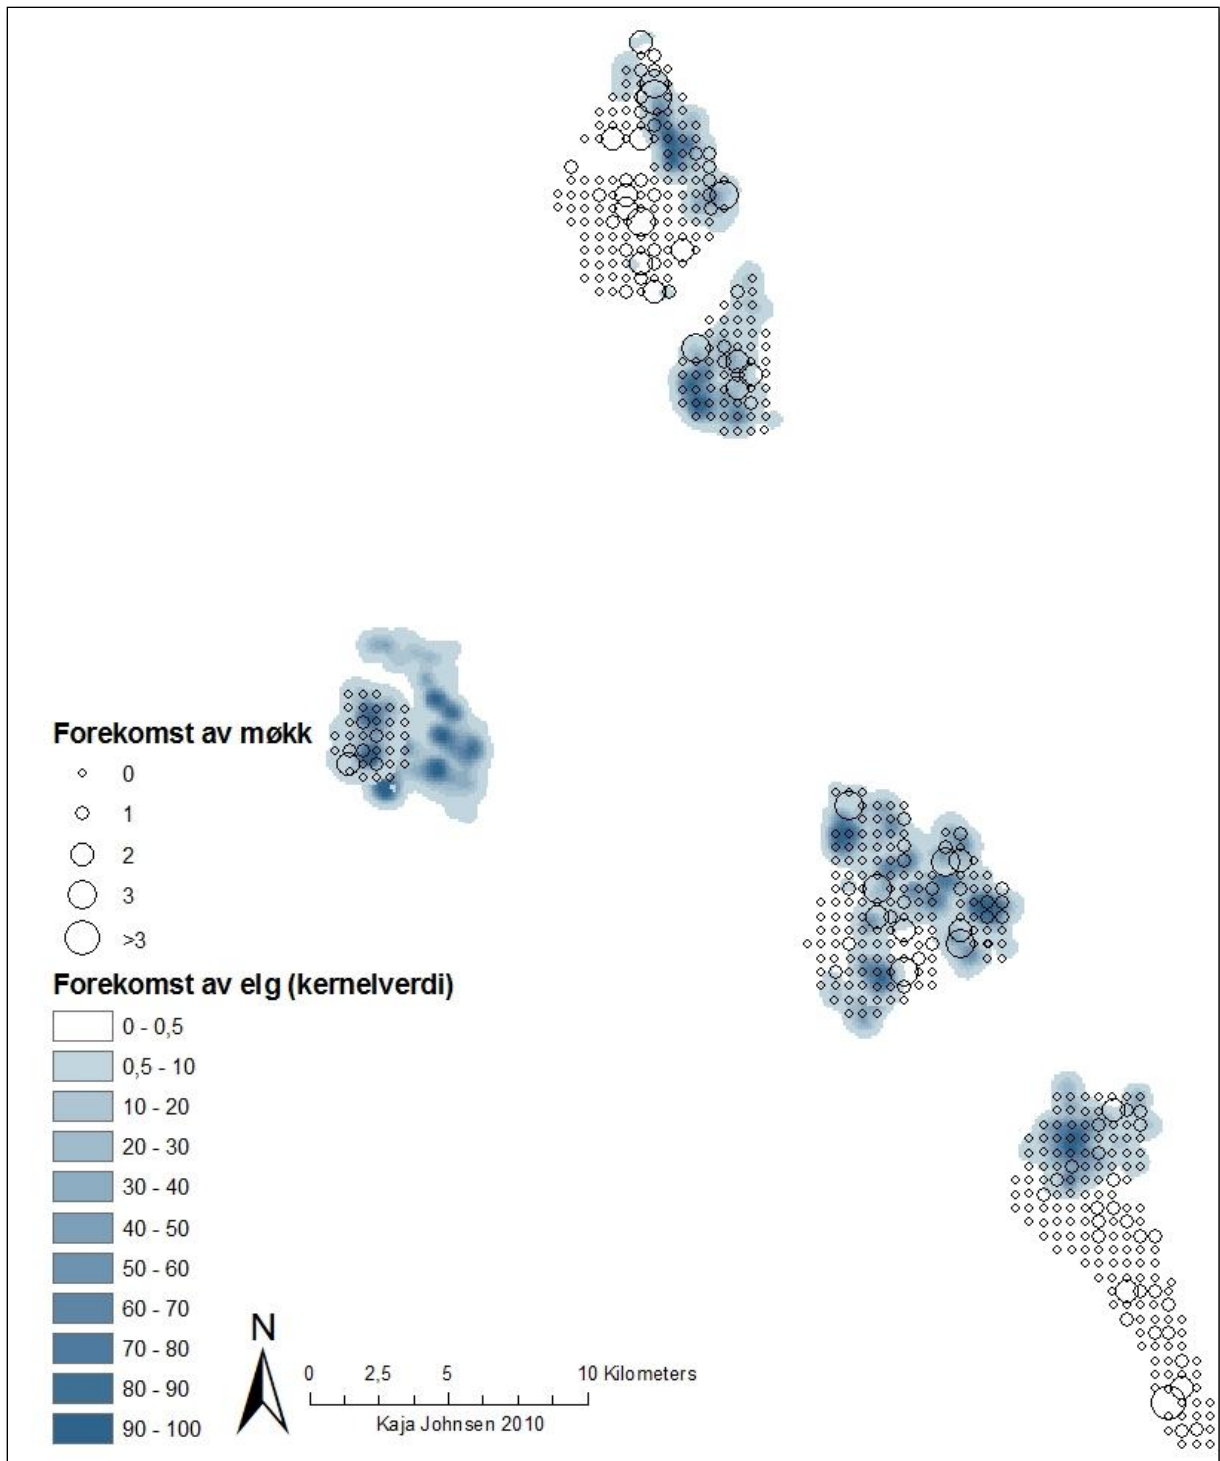 Forekomst av møkk
0
1
2
3
>3
Forekomst av elg (kernelverdi)
0 - 0,5
0,5 - 10
10 - 20
20 - 30
30 - 40
40 - 50
50 - 60
60 - 70
70 - 80
80 - 90
90 - 100
N
0 2,5 5 10 Kilometers
Kaja Johnsen 2010